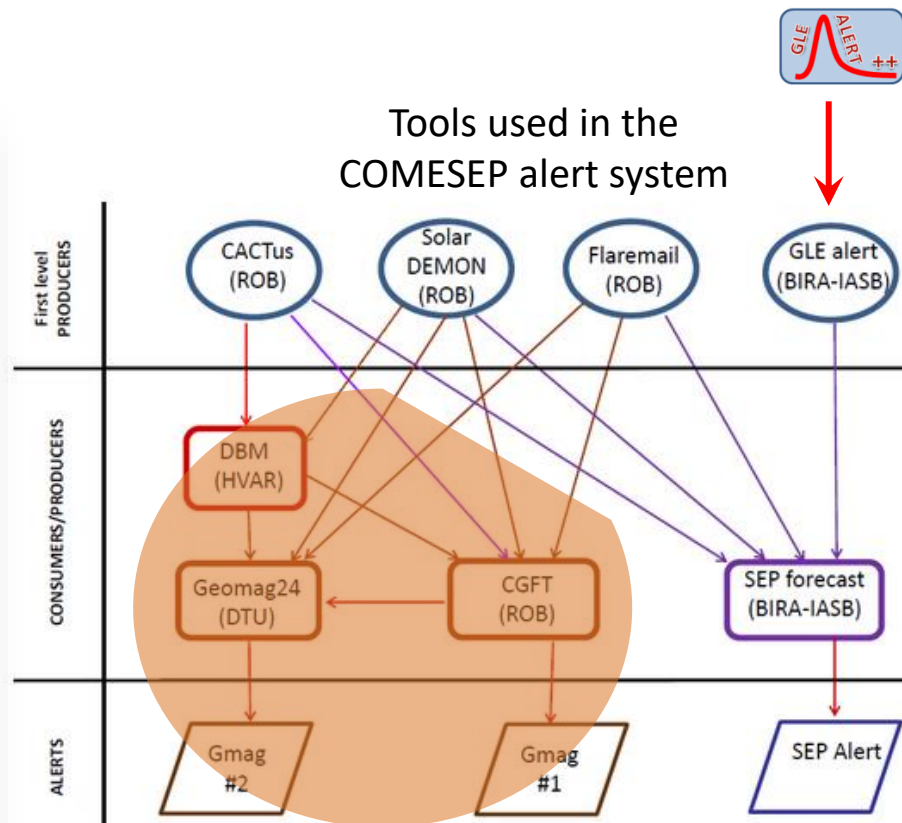 GLE ALERT ++
Tools used in the
COMESEP alert system
First level
PRODUCERS
CACTus
(ROB)
Solar
DEMON
(ROB)
Flaremail
(ROB)
GLE alert
(BIRA-IASB)
CONSUMERS/PRODUCERS
DBM
(HVAR)
Geomag24
(DTU)
CGFT
(ROB)
SEP forecast
(BIRA-IASB)
ALERTS
Gmag
#2
Gmag
#1
SEP Alert